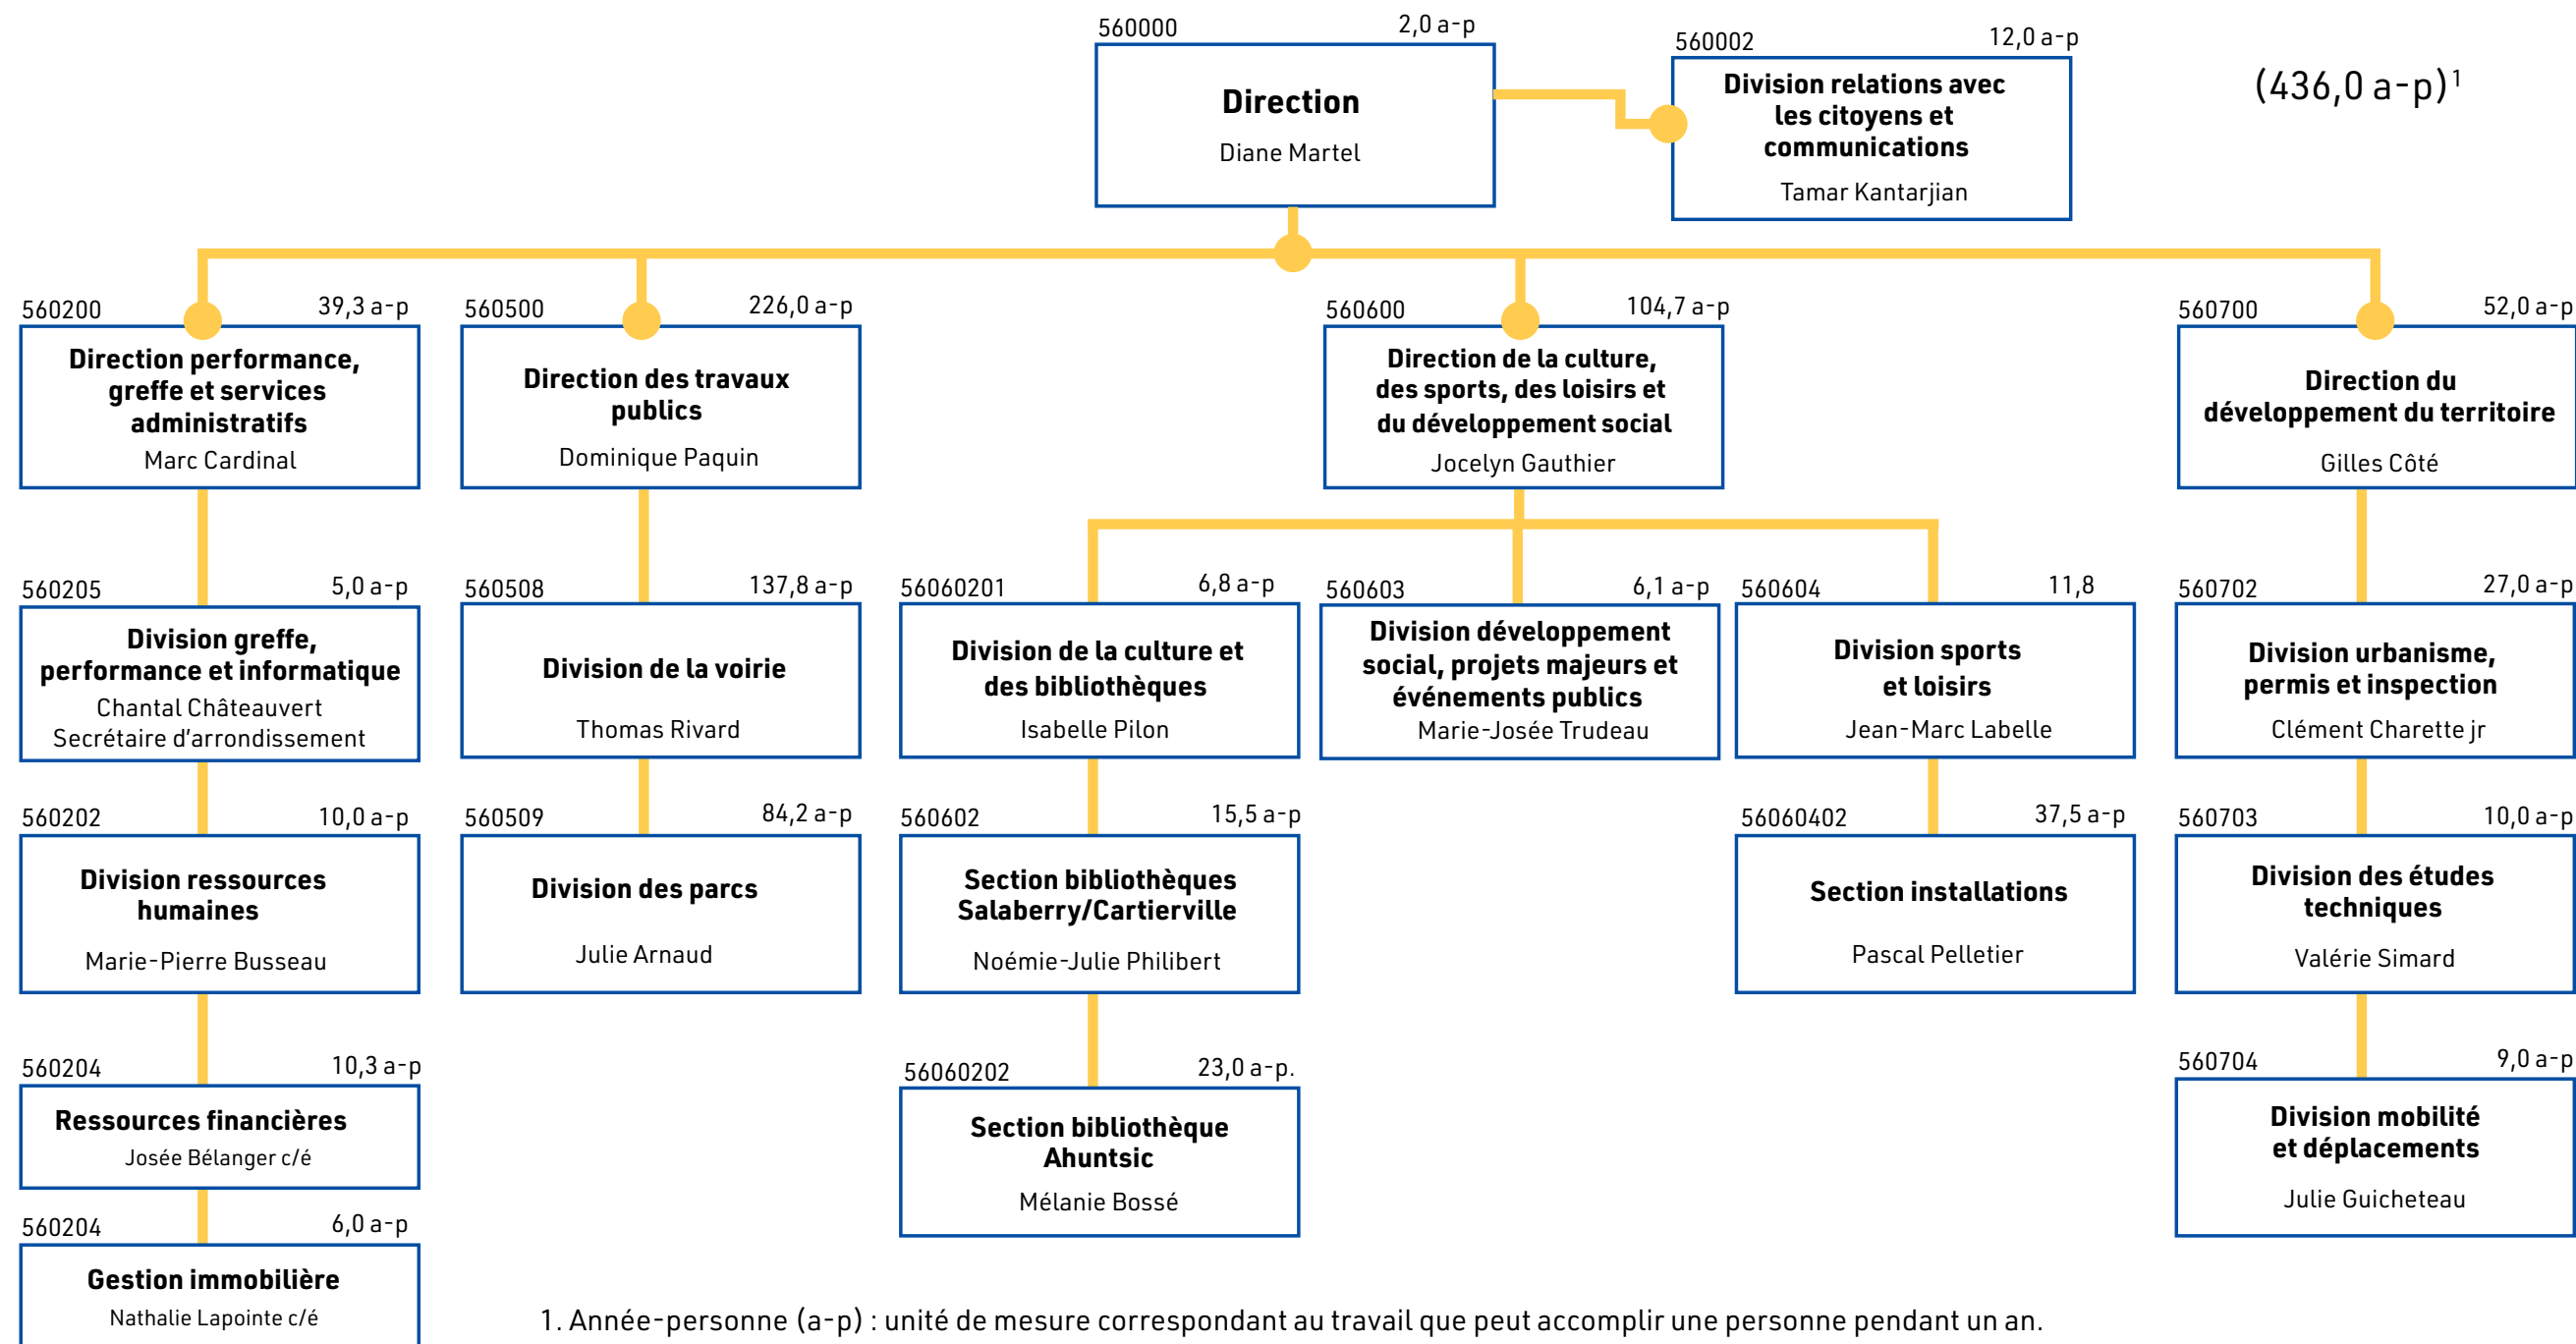 560000
2,0 a-p
Direction
Diane Martel
560002
12,0 a-p
Division relations avec
les citoyens et
communications
Tamar Kantarjian
(436,0 a-p)¹
560200
39,3 a-p
Direction performance,
greffe et services
administratifs
Marc Cardinal
560500
226,0 a-p
Direction des travaux
publics
Dominique Paquin
560600
104,7 a-p
Direction de la culture,
des sports, des loisirs et
du développement social
Jocelyn Gauthier
560700
52,0 a-p
Direction du
développement du territoire
Gilles Côté
560205
5,0 a-p
Division greffe,
performance et informatique
Chantal Châteauvert
Secrétaire d'arrondissement
560508
137,8 a-p
Division de la voirie
Thomas Rivard
56060201
6,8 a-p
Division de la culture et
des bibliothèques
Isabelle Pilon
560603
6,1 a-p
Division développement
social, projets majeurs et
événements publics
Marie-Josée Trudeau
560604
11,8
Division sports
et loisirs
Jean-Marc Labelle
560702
27,0 a-p
Division urbanisme,
permis et inspection
Clément Charette jr
560202
10,0 a-p
Division ressources
humaines
Marie-Pierre Busseau
560509
84,2 a-p
Division des parcs
Julie Arnaud
560602
15,5 a-p
Section bibliothèques
Salaberry/Cartierville
Noémie-Julie Philibert
56060402
37,5 a-p
Section installations
Pascal Pelletier
560703
10,0 a-p
Division des études
techniques
Valérie Simard
560204
10,3 a-p
Ressources financières
Josée Bélanger c/é
56060202
23,0 a-p.
Section bibliothèque
Ahuntsic
Mélanie Bossé
560704
9,0 a-p
Division mobilité
et déplacements
Julie Guicheteau
560204
6,0 a-p
Gestion immobilière
Nathalie Lapointe c/é
1. Année-personne (a-p) : unité de mesure correspondant au travail que peut accomplir une personne pendant un an.